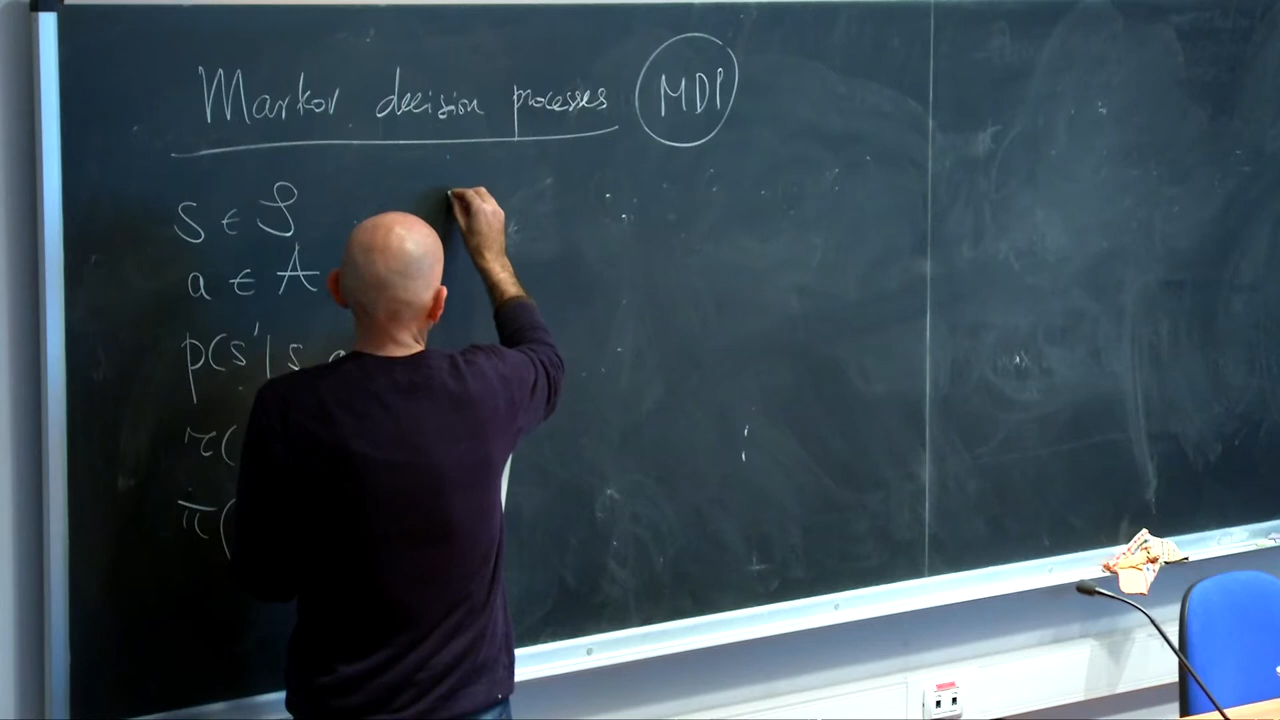 Markov decision processes MDP
s ∈ S
a ∈ A
p(s'|s
r(
π(